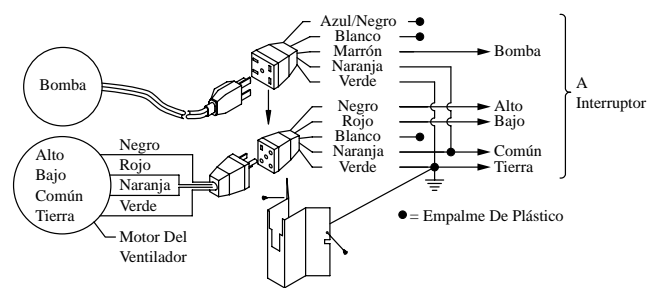 Azul/Negro
Blanco
Marrón
Bomba
Naranja
Verde
Bomba
A
Interruptor
Negro
Alto
Rojo
Bajo
Blanco
Naranja
Común
Verde
Tierra
Alto
Bajo
Común
Tierra
Negro
Rojo
Naranja
Verde
Motor Del
Ventilador
= Empalme De Plástico